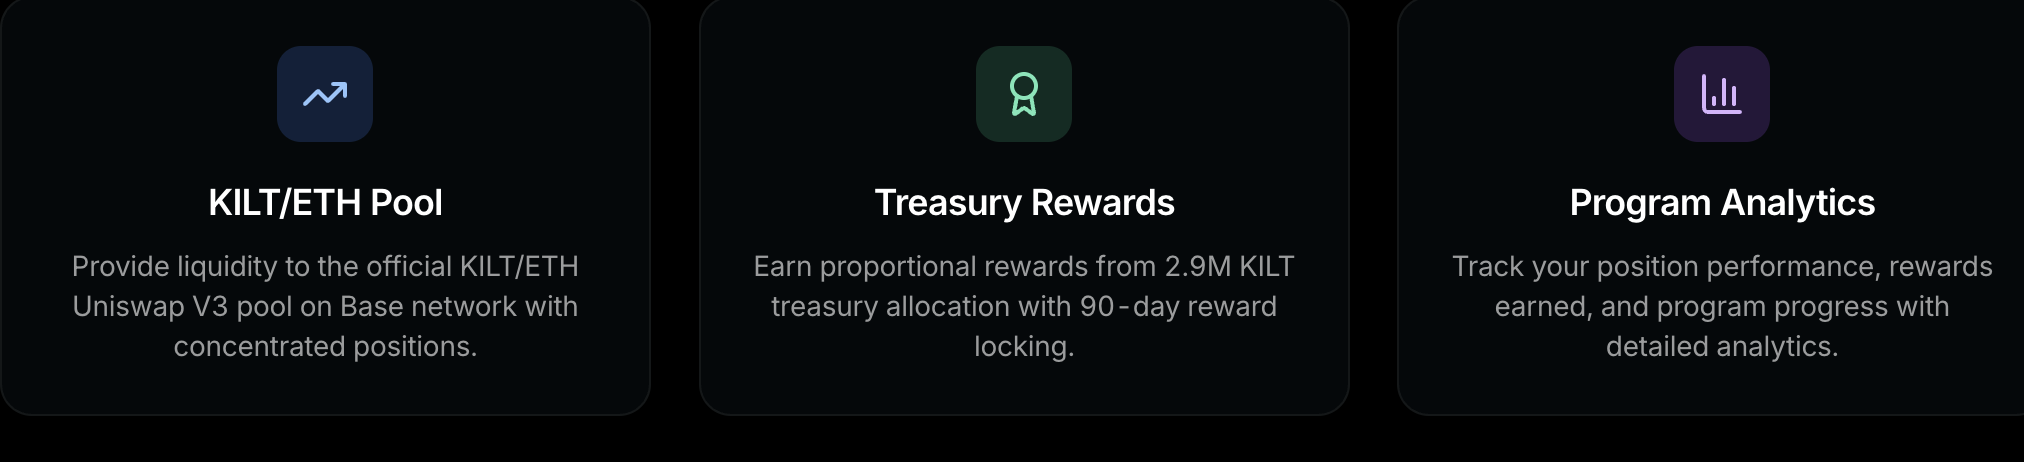 KILT/ETH Pool
Provide liquidity to the official KILT/ETH
Uniswap V3 pool on Base network with
concentrated positions.
Treasury Rewards
Earn proportional rewards from 2.9M KILT
treasury allocation with 90-day reward
locking.
Program Analytics
Track your position performance, rewards
earned, and program progress with
detailed analytics.